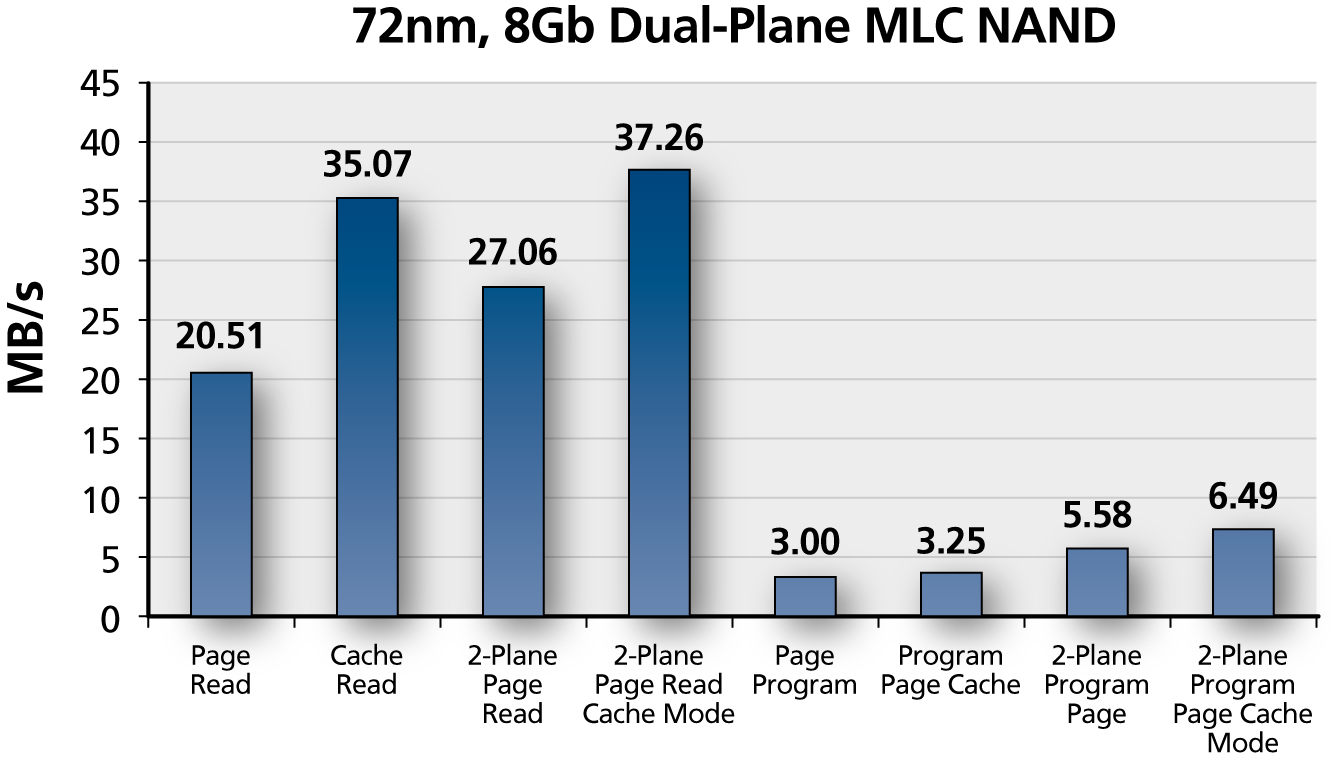 72nm, 8Gb Dual-Plane MLC NAND
MB/s
45
40
35
30
25
20
15
10
5
0
20.51
35.07
27.06
37.26
3.00
3.25
5.58
6.49
Page
Read
Cache
Read
2-Plane
Page
Read
2-Plane
Page Read
Cache Mode
Page
Program
Program
Page Cache
2-Plane
Program
Page
2-Plane
Program
Page Cache
Mode